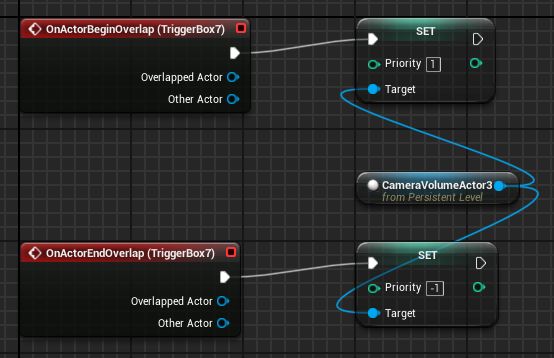 OnActorBeginOverlap (TriggerBox7)
Overlapped Actor
Other Actor
SET
Priority 1
Target
CameraVolumeActor3
from Persistent Level
OnActorEndOverlap (TriggerBox7)
Overlapped Actor
Other Actor
SET
Priority -1
Target